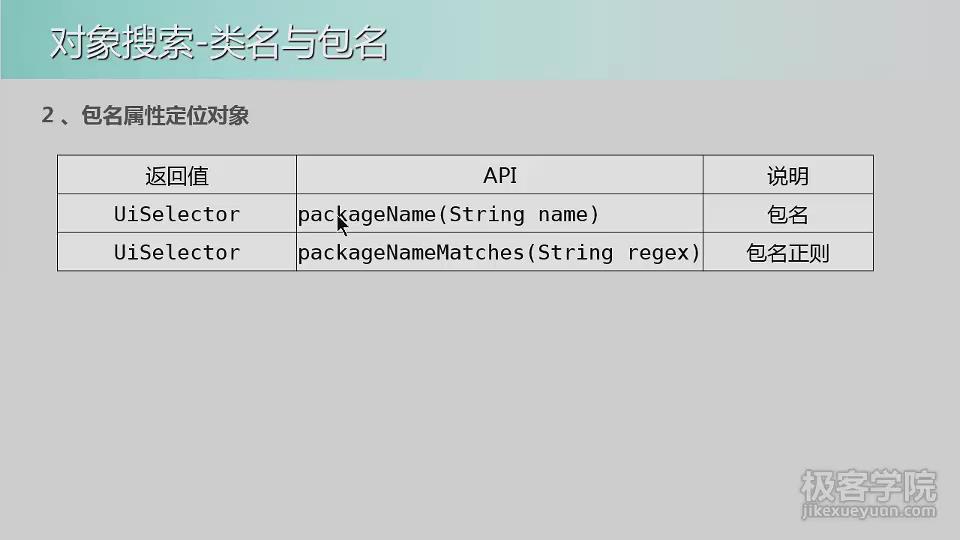 对象搜索-类名与包名
2 、包名属性定位对象
返回值 API 说明
UiSelector packageName(String name) 包名
UiSelector packageNameMatches(String regex) 包名正则
极客学院
jikexueyuan.com